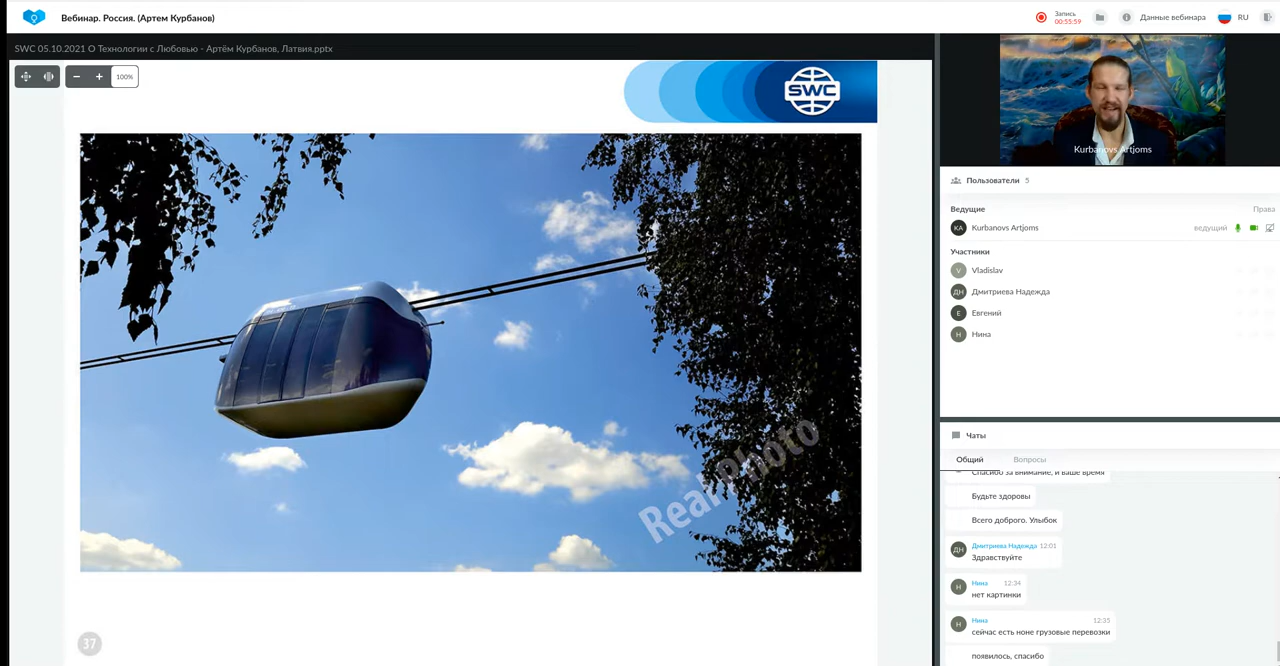 Вебинар. Россия. (Артем Курбанов)
Запись
00:55:59
Данные вебинара
RU
SWC 05.10.2021 О Технологии с Любовью - Артём Курбанов, Латвия.pptx
100%
SWC
Real Photo
37
Kurbanovs Artjoms
Пользователи 5
Ведущие
Права
KA
Kurbanovs Artjoms
ведущий
Участники
V
Vladislav
ДН
Дмитриева Надежда
Е
Евгений
Н
Нина
Чаты
Общий
Вопросы
Спасибо за внимание, и ваше время
Будьте здоровы
Всего доброго. Улыбок
ДН
Дмитриева Надежда 12:01
Здравствуйте
Н
Нина 12:34
нет картинки
Н
Нина 12:35
сейчас есть ноне грузовые перевозки
появилось, спасибо